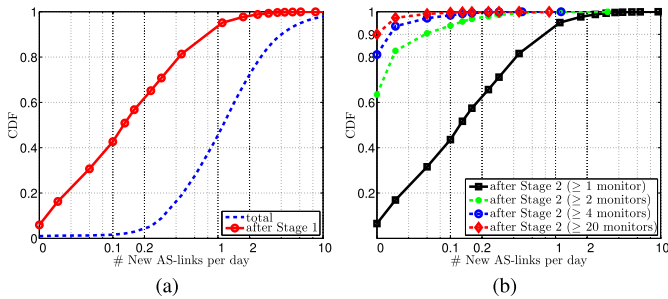 1
0.8
0.6
0.4
0.2
0
CDF
0.1
0.2
1
2
10
# New AS-links per day
total
after Stage 1
(a)
1
0.8
0.6
0.4
0.2
0
CDF
0.1
0.2
1
2
10
# New AS-links per day
after Stage 2 (≥ 1 monitor)
after Stage 2 (≥ 2 monitors)
after Stage 2 (≥ 4 monitors)
after Stage 2 (≥ 20 monitors)
(b)